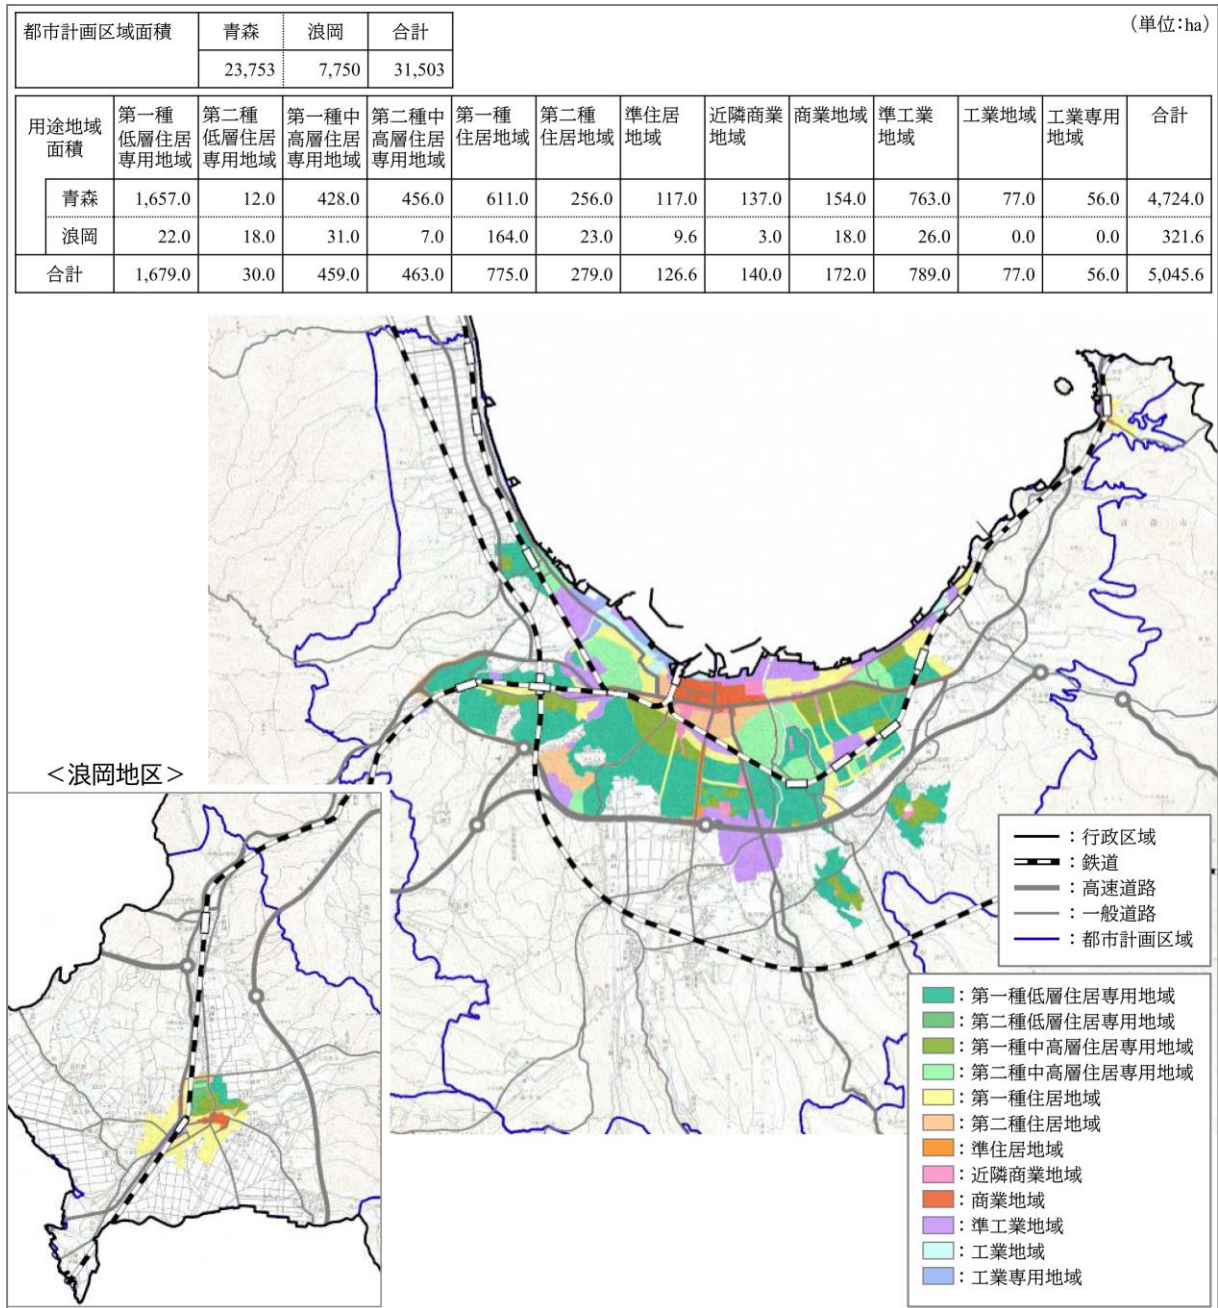 (単位:ha)
都市計画区域面積 青森 浪岡 合計
23,753 7,750 31,503
用途地域面積 第一種低層住居専用地域 第二種低層住居専用地域 第一種中高層住居専用地域 第二種中高層住居専用地域 第一種住居地域 第二種住居地域 準住居地域 近隣商業地域 商業地域 準工業地域 工業地域 工業専用地域 合計
青森 1,657.0 12.0 428.0 456.0 611.0 256.0 117.0 137.0 154.0 763.0 77.0 56.0 4,724.0
浪岡 22.0 18.0 31.0 7.0 164.0 23.0 9.6 3.0 18.0 26.0 0.0 0.0 321.6
合計 1,679.0 30.0 459.0 463.0 775.0 279.0 126.6 140.0 172.0 789.0 77.0 56.0 5,045.6
<浪岡地区>
:行政区域
:鉄道
:高速道路
:一般道路
:都市計画区域
:第一種低層住居専用地域
:第二種低層住居専用地域
:第一種中高層住居専用地域
:第二種中高層住居専用地域
:第一種住居地域
:第二種住居地域
:準住居地域
:近隣商業地域
:商業地域
:準工業地域
:工業地域
:工業専用地域